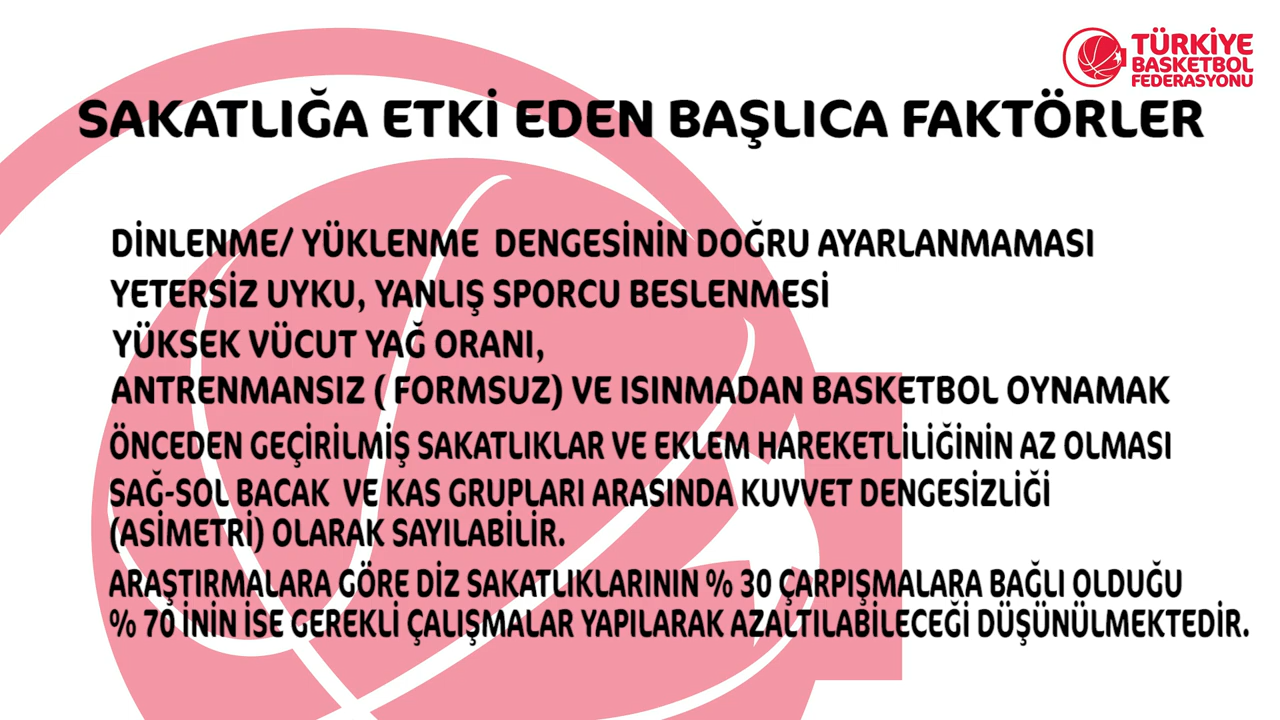 TÜRKİYE
BASKETBOL
FEDERASYONU
SAKATLIĞA ETKİ EDEN BAŞLICA FAKTÖRLER
DİNLENME/ YÜKLENME DENGESİNİN DOĞRU AYARLANMAMASI
YETERSİZ UYKU, YANLIŞ SPORCU BESLENMESİ
YÜKSEK VÜCUT YAĞ ORANI,
ANTRENMANSIZ ( FORMSUZ) VE ISINMADAN BASKETBOL OYNAMAK
ÖNCEDEN GEÇİRİLMİŞ SAKATLIKLAR VE EKLEM HAREKETLİLİĞİNİN AZ OLMASI
SAĞ-SOL BACAK VE KAS GRUPLARI ARASINDA KUVVET DENGESİZLİĞİ
(ASİMETRİ) OLARAK SAYILABİLİR.
ARAŞTIRMALARA GÖRE DİZ SAKATLIKLARININ % 30 ÇARPIŞMALARA BAĞLI OLDUĞU
% 70 İNİN İSE GEREKLİ ÇALIŞMALAR YAPILARAK AZALTILABİLECEĞİ DÜŞÜNÜLMEKTEDİR.